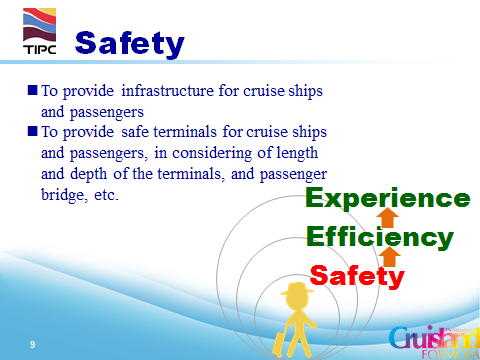 TIPC
Safety
To provide infrastructure for cruise ships
and passengers
To provide safe terminals for cruise ships
and passengers, in considering of length
and depth of the terminals, and passenger
bridge, etc.
Experience
Efficiency
Safety
9
Cruisland
FORMOSA